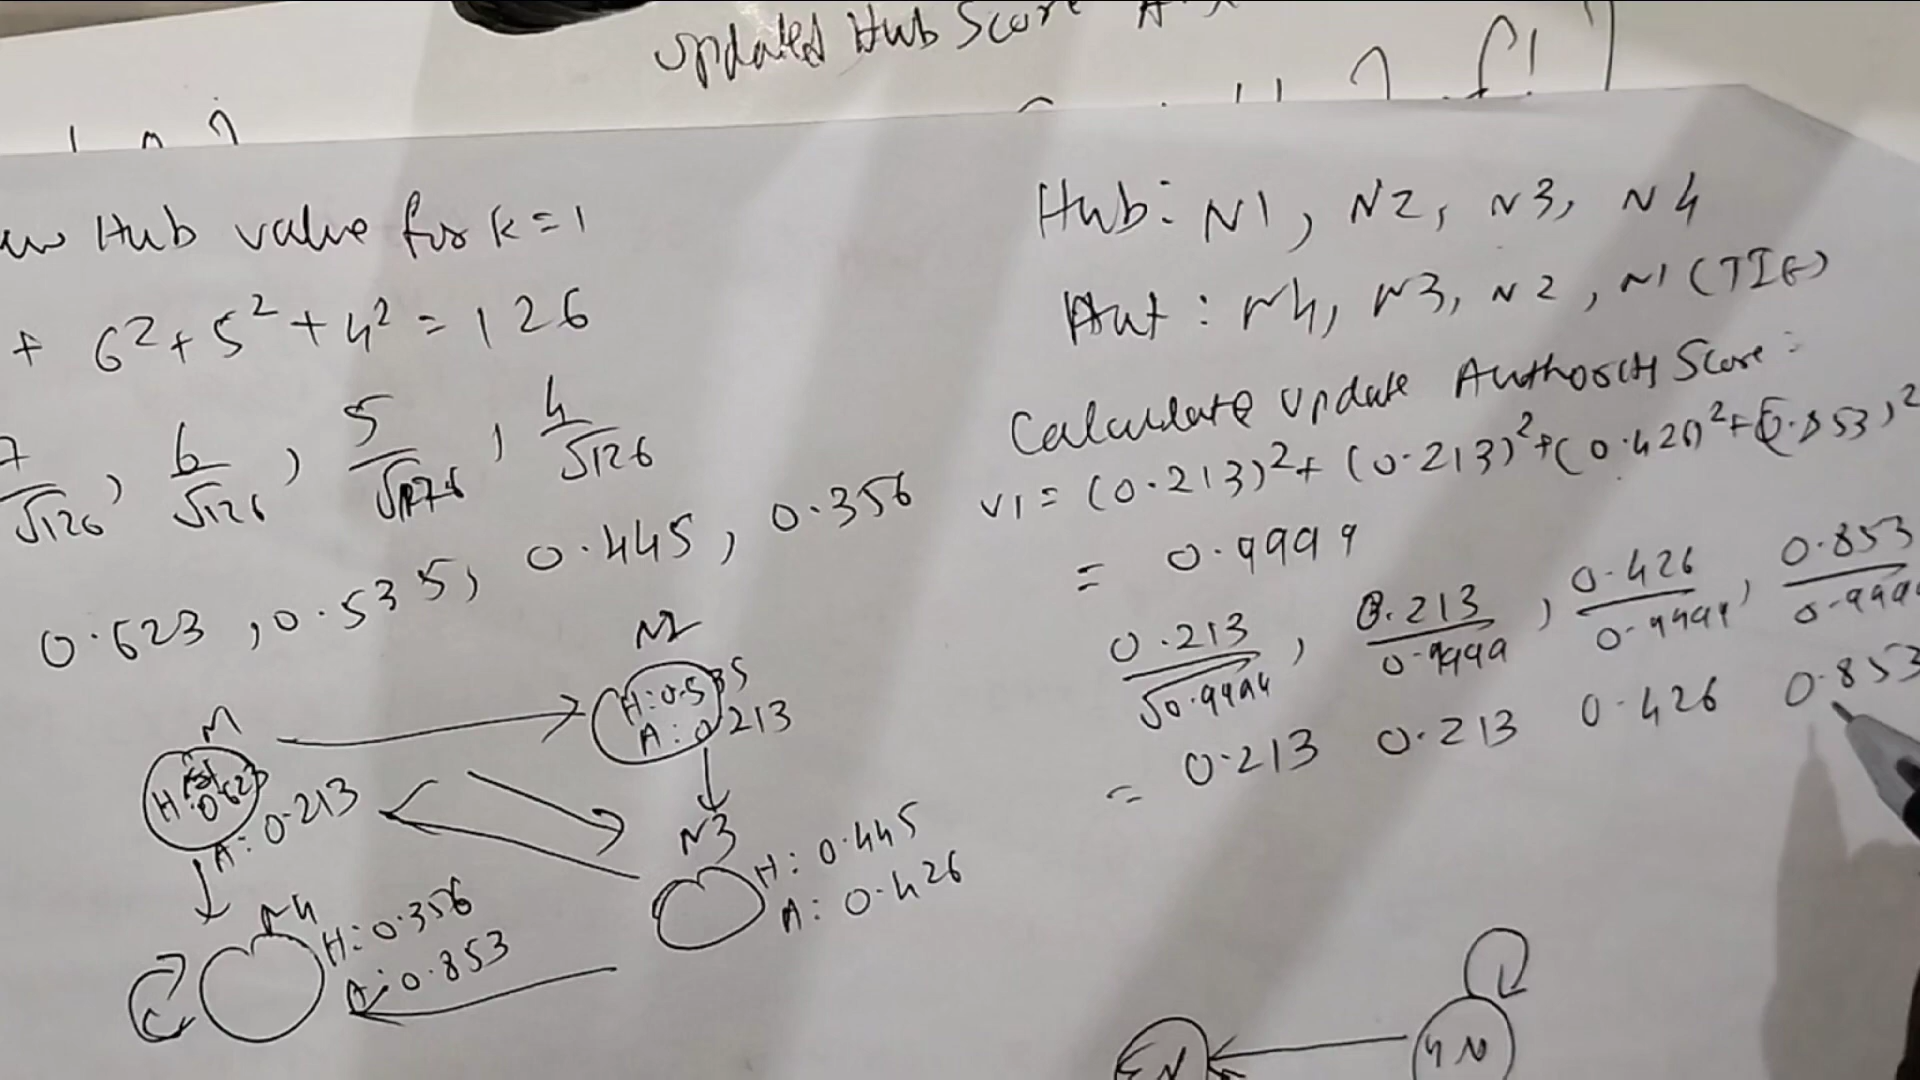 updated Hub Score
Hub value for k=1
+ 6²+5²+4² = 126
7/√126, 6/√126, 5/√126, 4/√126
0.623, 0.535, 0.445, 0.356
N2
H: 0.535
A: 0.213
N1
H: 0.623
A: 0.213
N3
H: 0.445
A: 0.426
N4
H: 0.356
A: 0.853
Hub: N1, N2, N3, N4
Aut: N4, N3, N2, N1 (TIE)
Calculate update Authority Score:
V1 = (0.213)²+(0.213)²+(0.426)²+(0.853)²
= 0.9999
0.213/√0.9999, 0.213/0.9999, 0.426/0.9999, 0.853/0.999
= 0.213 0.213 0.426 0.853
4N